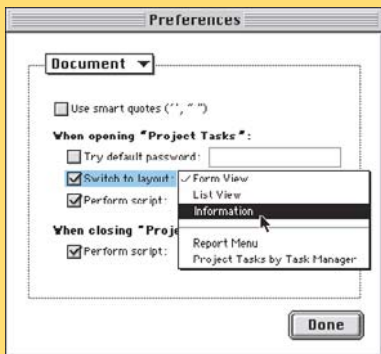 Preferences
Document
Use smart quotes (‘’, “ ”)
When opening “Project Tasks”:
Try default password:
Switch to layout: ✓Form View
List View
Perform script:
Information
When closing “Proje
Report Menu
Perform script:
Project Tasks by Task Manager
Done